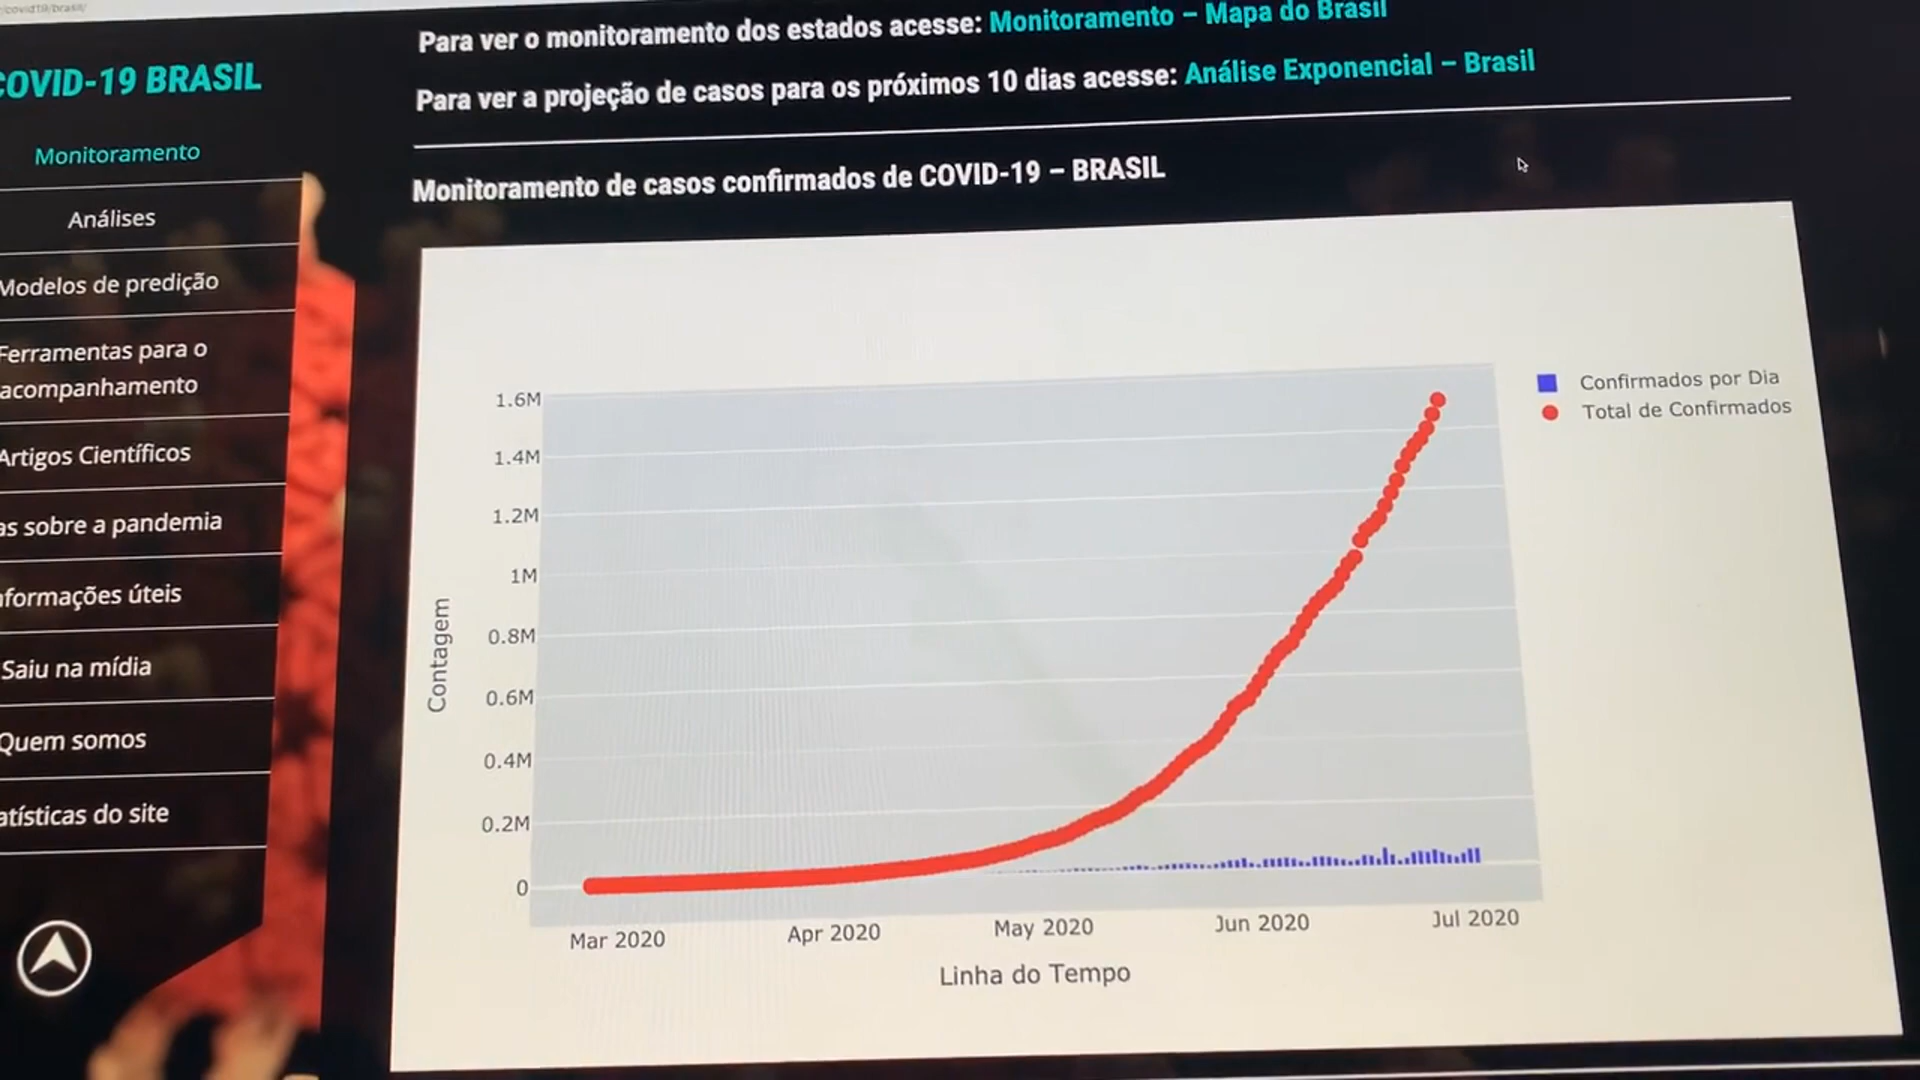 /covid19/brasil/
COVID-19 BRASIL
Monitoramento
Análises
Modelos de predição
Ferramentas para o
acompanhamento
Artigos Científicos
as sobre a pandemia
nformações úteis
Saiu na mídia
Quem somos
atísticas do site
Para ver o monitoramento dos estados acesse: Monitoramento – Mapa do Brasil
Para ver a projeção de casos para os próximos 10 dias acesse: Análise Exponencial – Brasil
Monitoramento de casos confirmados de COVID-19 – BRASIL
Contagem
1.6M
1.4M
1.2M
1M
0.8M
0.6M
0.4M
0.2M
0
Mar 2020
Apr 2020
May 2020
Jun 2020
Jul 2020
Linha do Tempo
Confirmados por Dia
Total de Confirmados